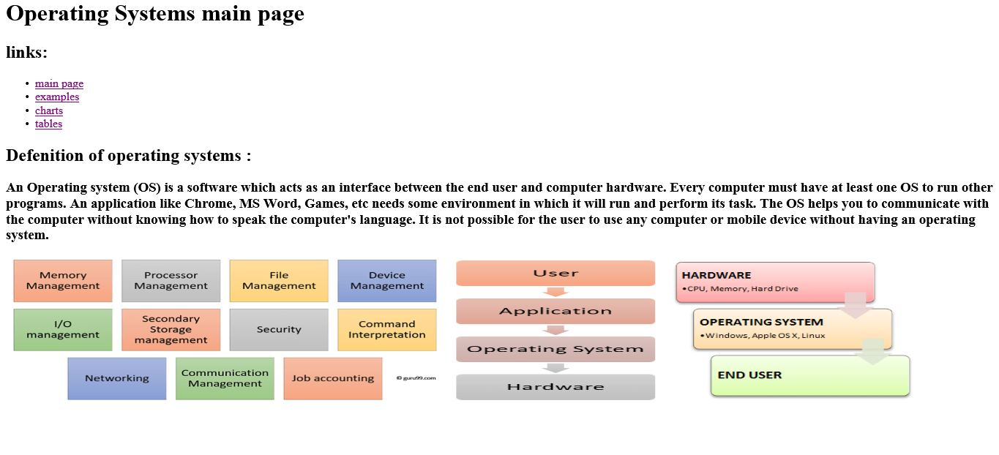 Operating Systems main page
links:
• main page
• examples
• charts
• tables
Defenition of operating systems :
An Operating system (OS) is a software which acts as an interface between the end user and computer hardware. Every computer must have at least one OS to run other
programs. An application like Chrome, MS Word, Games, etc needs some environment in which it will run and perform its task. The OS helps you to communicate with
the computer without knowing how to speak the computer's language. It is not possible for the user to use any computer or mobile device without having an operating
system.
Memory
Management
Processor
Management
File
Management
Device
Management
I/O
management
Secondary
Storage
management
Security
Command
Interpretation
Networking
Communication
Management
Job accounting
© guru99.com
User
Application
Operating System
Hardware
HARDWARE
•CPU, Memory, Hard Drive
OPERATING SYSTEM
•Windows, Apple OS X, Linux
END USER